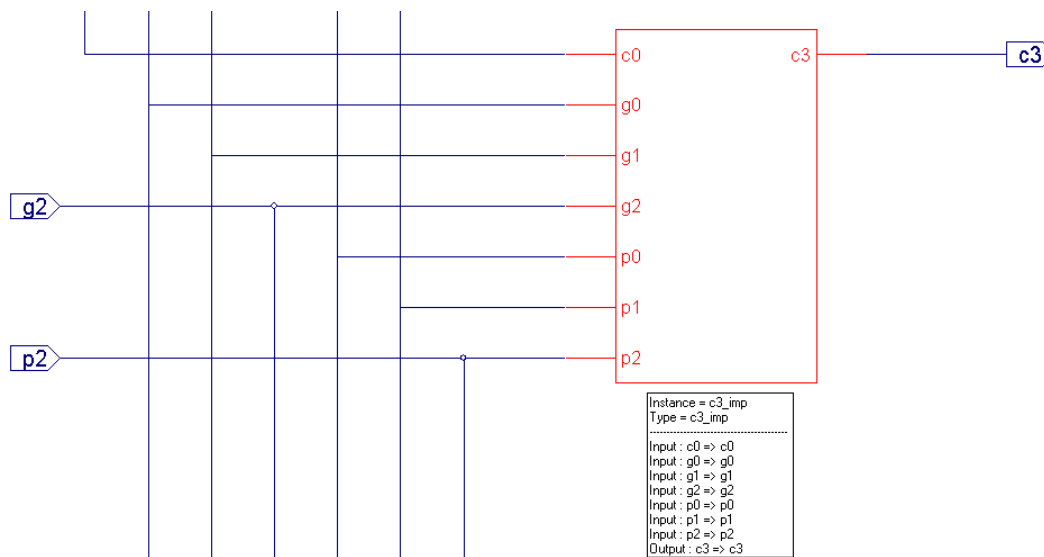 c0 c3 c3
g0
g1
g2 g2
p0
p1
p2 p2
Instance = c3_imp
Type = c3_imp
Input : c0 => c0
Input : g0 => g0
Input : g1 => g1
Input : g2 => g2
Input : p0 => p0
Input : p1 => p1
Input : p2 => p2
Output : c3 => c3